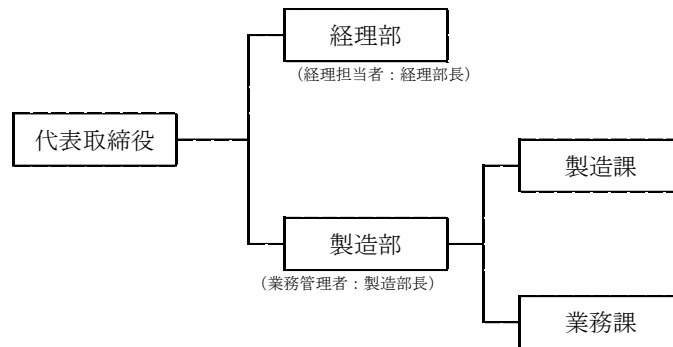 経理部
(経理担当者：経理部長)
代表取締役
製造課
製造部
(業務管理者：製造部長)
業務課